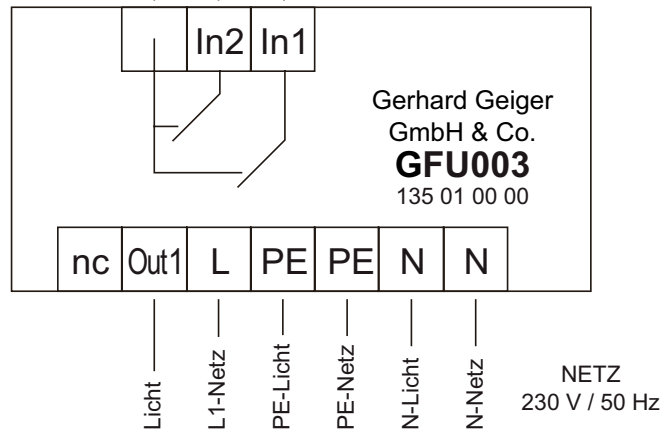 In2 In1
Gerhard Geiger
GmbH & Co.
GFU003
135 01 00 00
nc Out1 L PE PE N N
Licht
L1-Netz
PE-Licht
PE-Netz
N-Licht
N-Netz
NETZ
230 V / 50 Hz